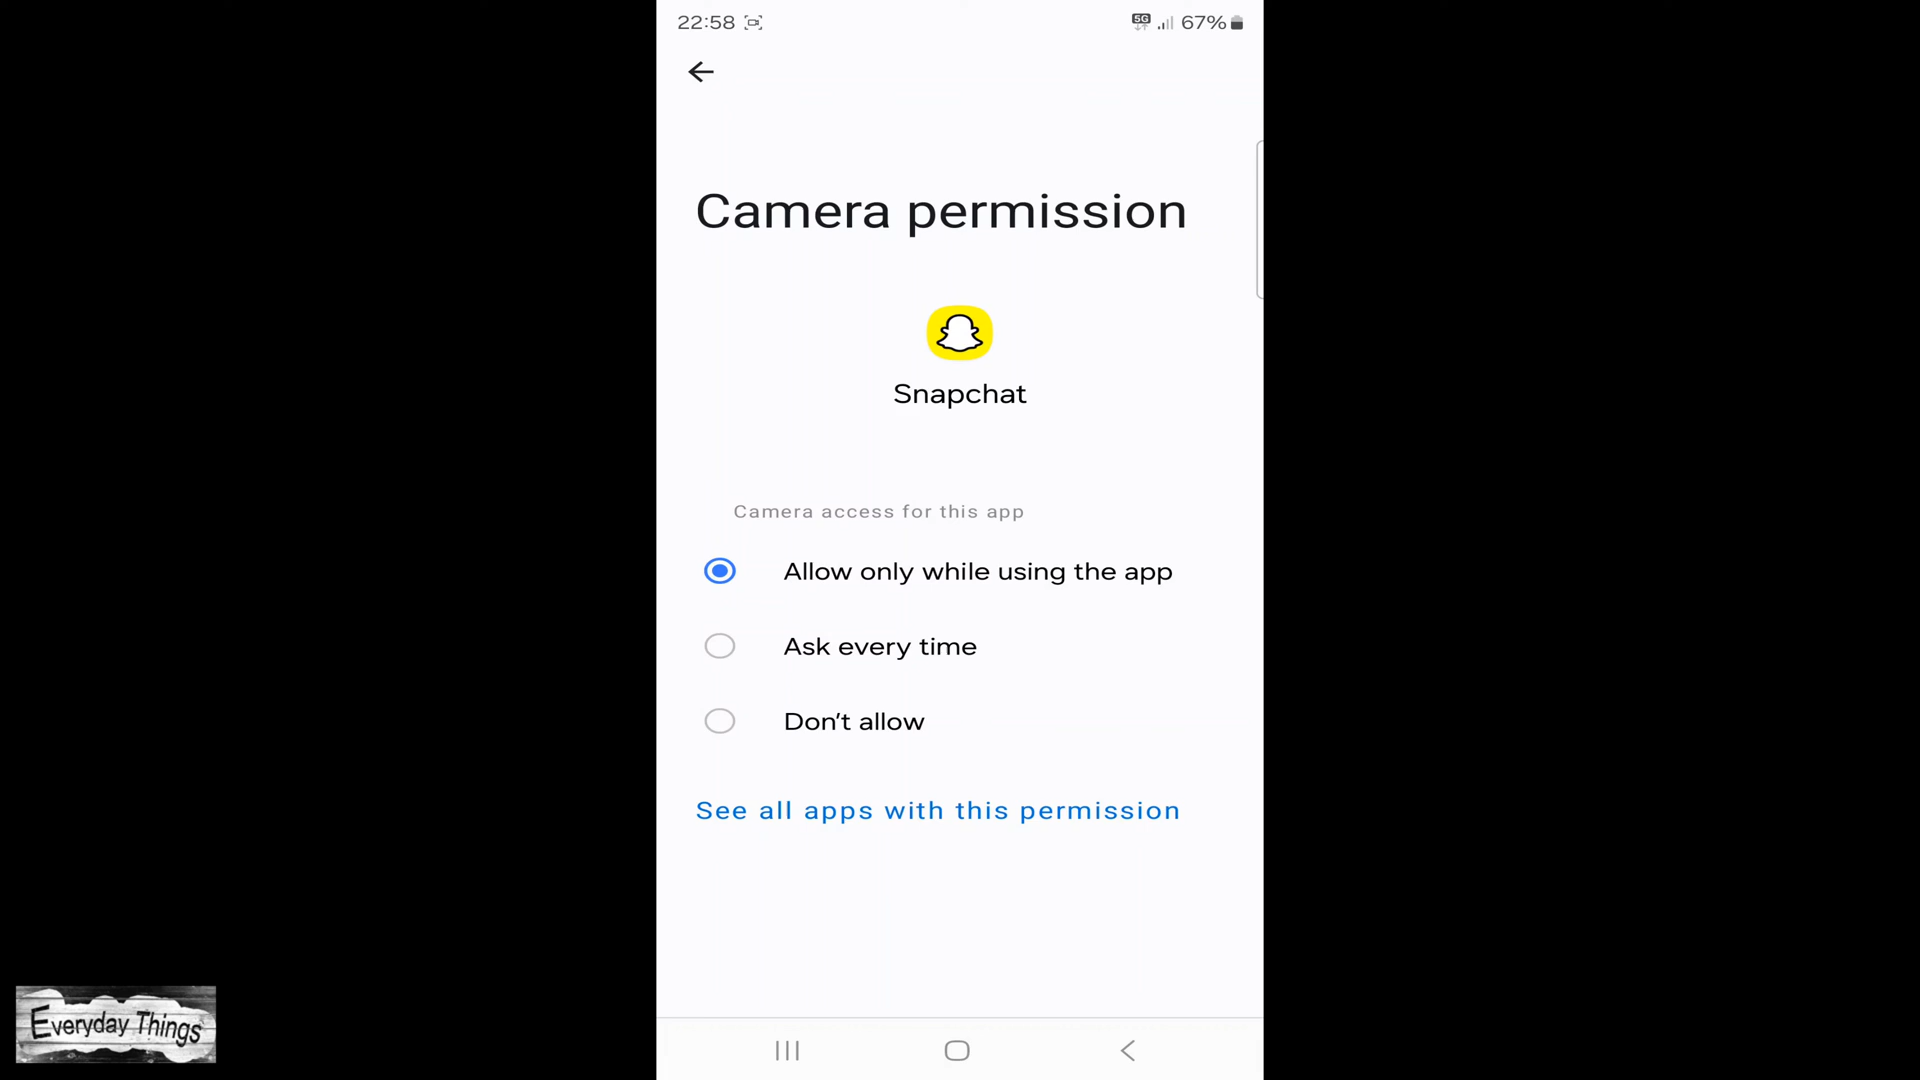 22:58
5G 67%
Camera permission
Snapchat
Camera access for this app
Allow only while using the app
Ask every time
Don't allow
See all apps with this permission
Everyday Things